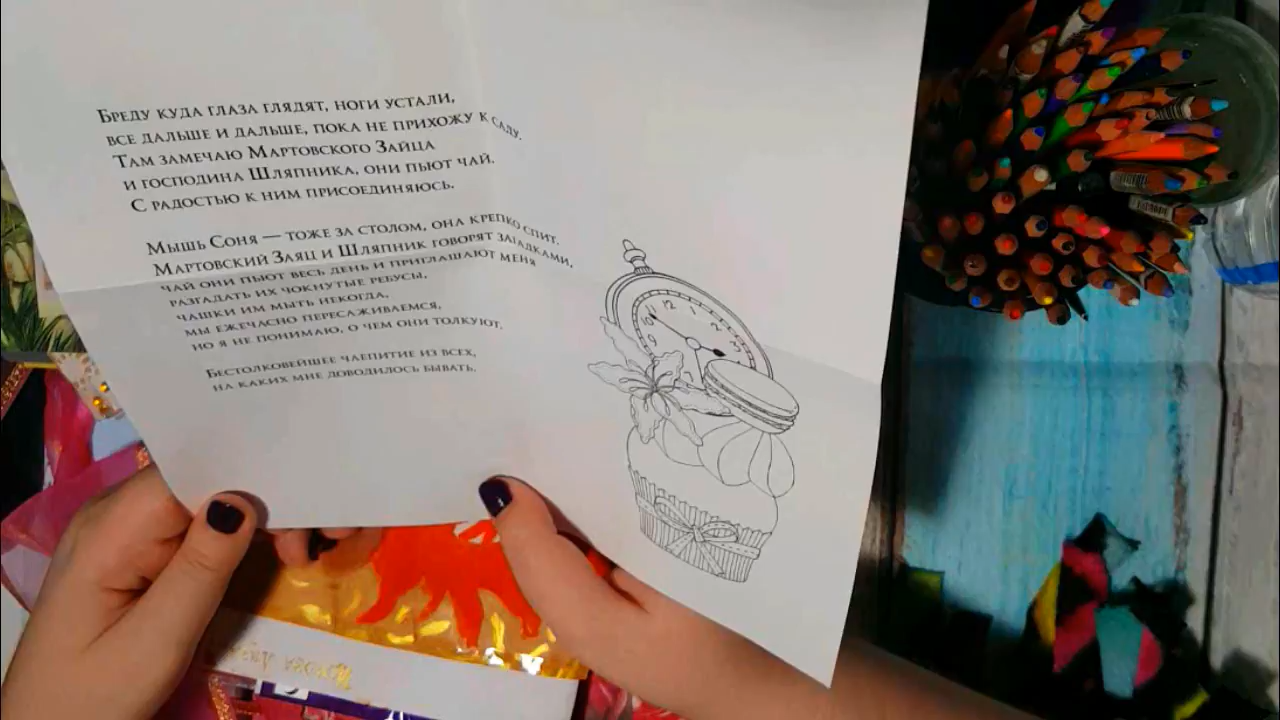 Бреду куда глаза глядят, ноги устали,
все дальше и дальше, пока не прихожу к саду.
Там замечаю Мартовского Зайца
и господина Шляпника, они пьют чай.
С радостью к ним присоединяюсь.
Мышь Соня — тоже за столом, она крепко спит.
Мартовский Заяц и Шляпник говорят загадками,
чай они пьют весь день и приглашают меня
разгадать их чокнутые ребусы.
Чашки им мыть некогда,
мы ежечасно пересаживаемся,
но я не понимаю, о чем они толкуют.
Бестолковейшее чаепитие из всех,
на каких мне доводилось бывать.